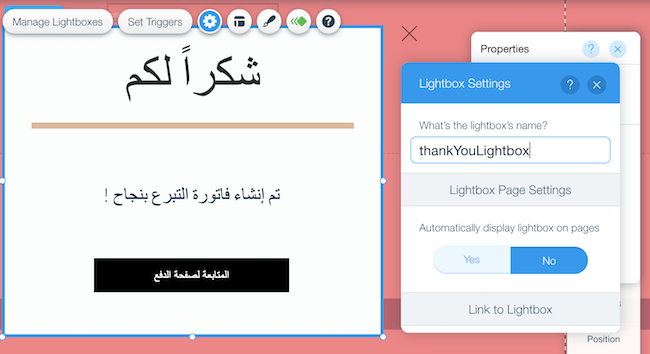 Manage Lightboxes
Set Triggers
?
شكراً لكم
تم إنشاء فاتورة التبرع بنجاح !
المتابعة لصفحة الدفع
Properties
?
Lightbox Settings
?
What's the lightbox's name?
thankYouLightbox
Lightbox Page Settings
Automatically display lightbox on pages
Yes
No
Link to Lightbox
Position